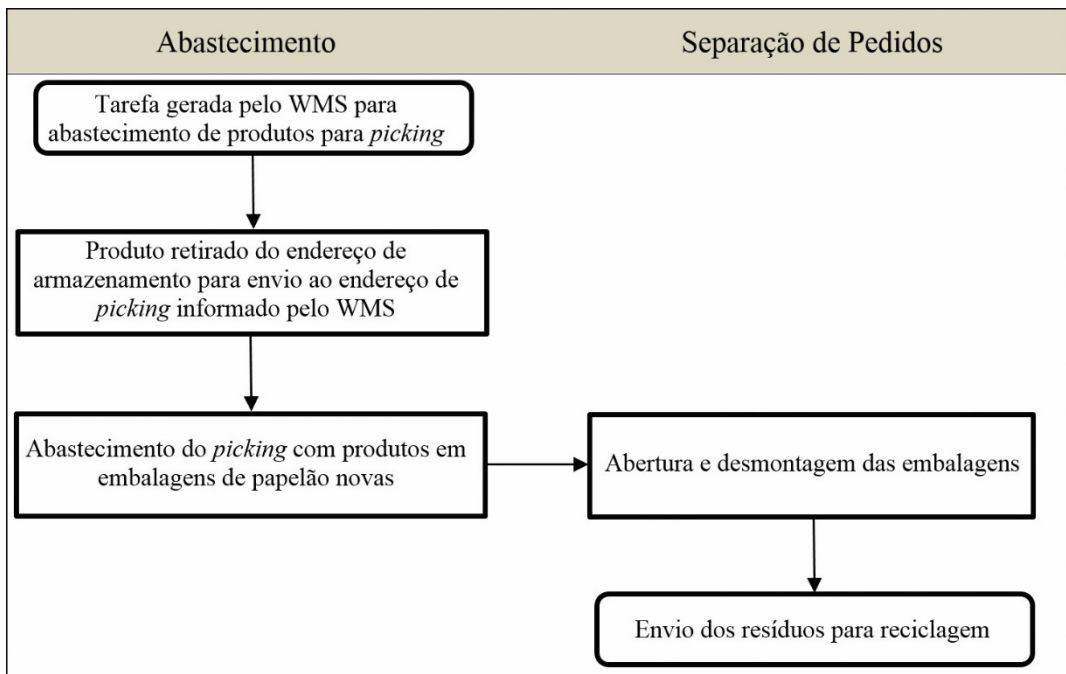 Abastecimento
Separação de Pedidos
Tarefa gerada pelo WMS para
abastecimento de produtos para picking
Produto retirado do endereço de
armazenamento para envio ao endereço de
picking informado pelo WMS
Abastecimento do picking com produtos em
embalagens de papelão novas
Abertura e desmontagem das embalagens
Envio dos resíduos para reciclagem